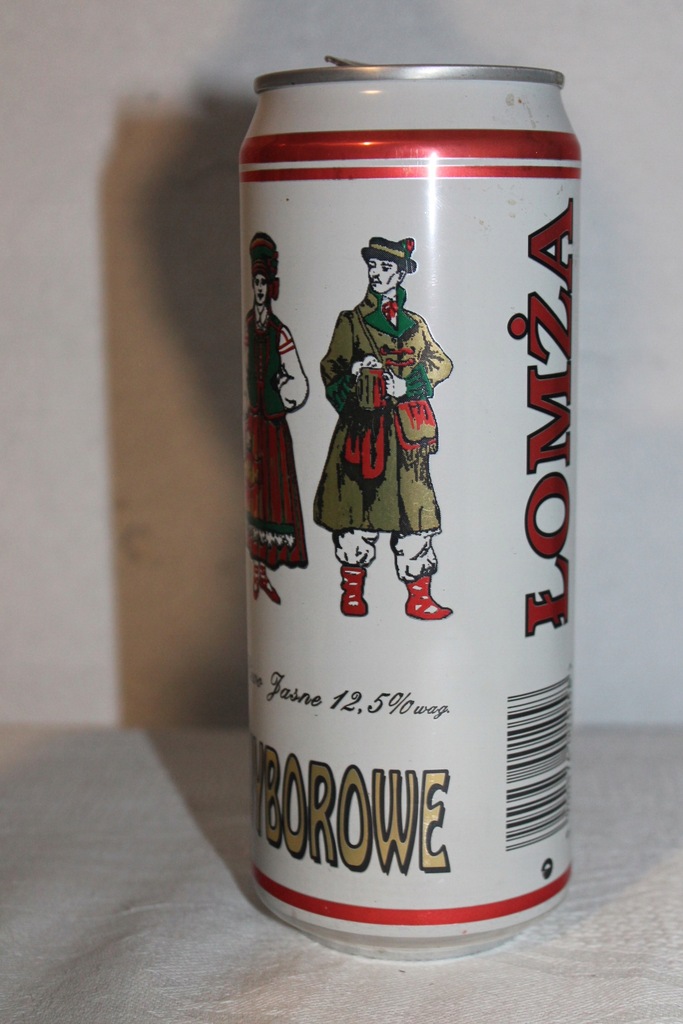 ŁOMŻA
Jasne 12,5% wag.
YBOROWE